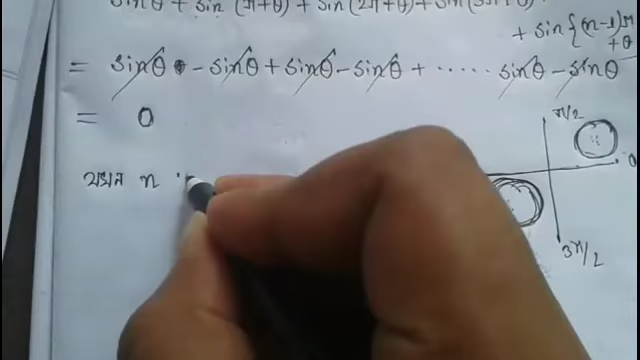 sinθ + sin (π+θ) + sin (2π+θ) + sin (3π+θ)
+ sin {(n-1)π
+ θ
= sinθ - sinθ + sinθ - sinθ + ..... sinθ - sinθ
= 0
π/2
0
যখন n
3π/2